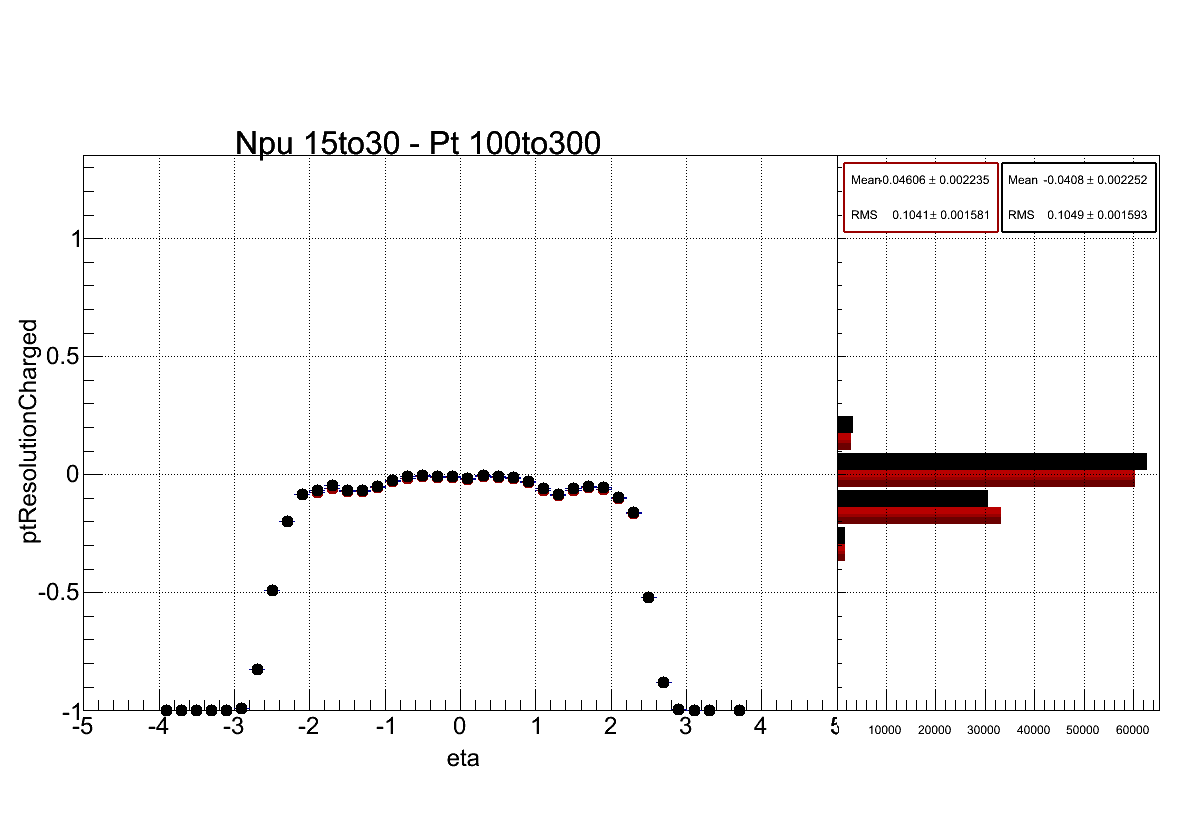 Npu 15to30 - Pt 100to300
Mean-0.04606 ± 0.002235
RMS 0.1041± 0.001581
Mean -0.0408 ± 0.002252
RMS 0.1049 ± 0.001593
ptResolutionCharged
1
0.5
0
-0.5
-1
-5 -4 -3 -2 -1 0 1 2 3 4
10000 20000 30000 40000 50000 60000
eta